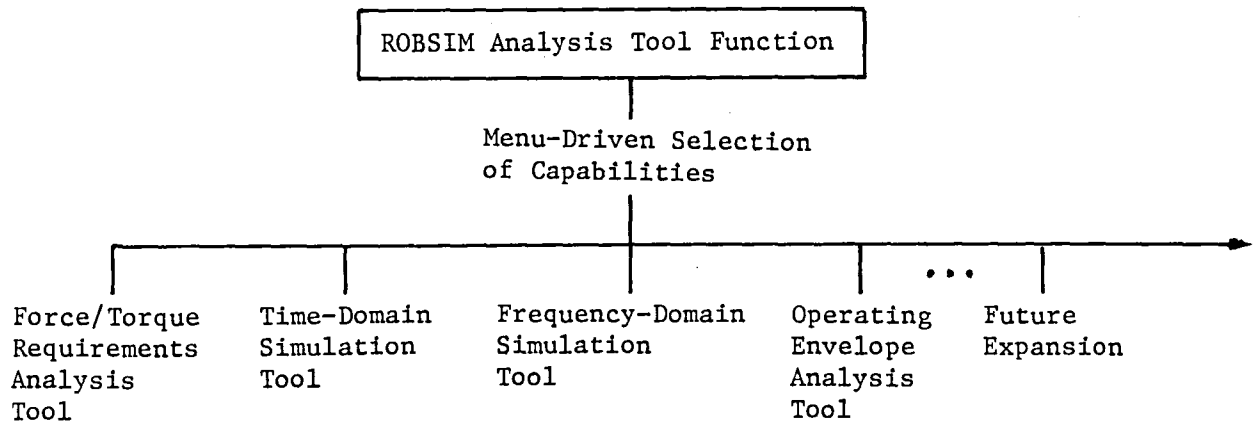 ROBSIM Analysis Tool Function
Menu-Driven Selection
of Capabilities
Force/Torque
Requirements
Analysis
Tool
Time-Domain
Simulation
Tool
Frequency-Domain
Simulation
Tool
Operating
Envelope
Analysis
Tool
...
Future
Expansion